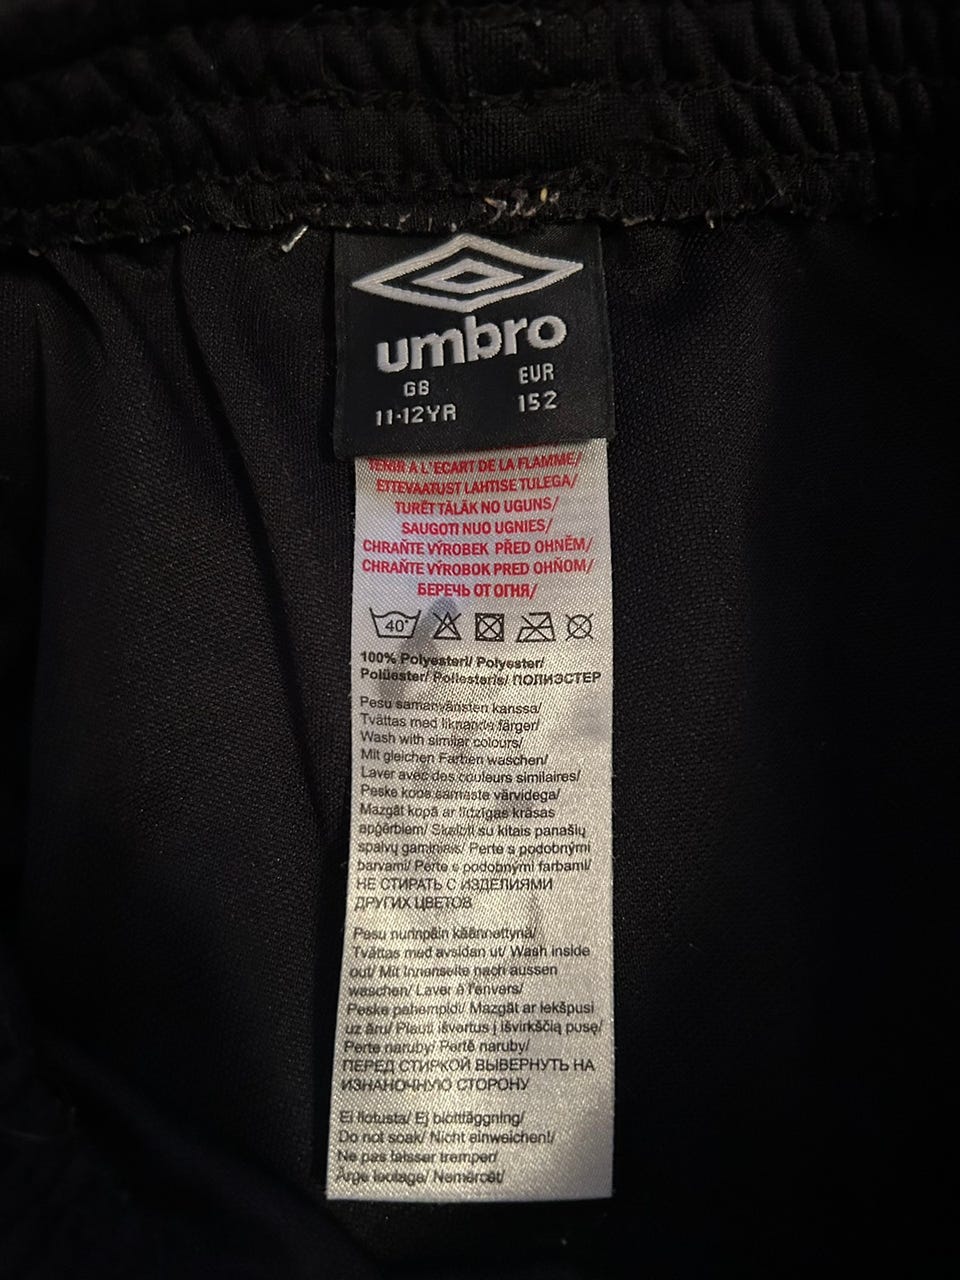 umbro
GB EUR
11-12YR 152
TENIR A L'ECART DE LA FLAMME/
ETTEVAATUST LAHTISE TULEGA/
TURĒT TĀLĀK NO UGUNS/
SAUGOTI NUO UGNIES/
CHRAŇTE VÝROBEK PŘED OHNĚM/
CHRAŇTE VÝROBOK PRED OHŇOM/
БЕРЕЧЬ ОТ ОГНЯ/
40°
100% Polyesteri/ Polyester/
Polüester/ Poliesteris/ ПОЛИЭСТЕР
Pesu samanväristen kanssa/
Tvättas med liknande färger/
Wash with similar colours/
Mit gleichen Farben waschen/
Laver avec des couleurs similaires/
Peske koos samaste värvidega/
Mazgāt kopā ar līdzīgas krāsas
apģērbiem/ Skalbti su kitais panašių
spalvų gaminiais/ Perte s podobnými
barvami/ Perte s podobnými farbami/
НЕ СТИРАТЬ С ИЗДЕЛИЯМИ
ДРУГИХ ЦВЕТОВ
Pesu nurinpäin käännettynä/
Tvättas med avsidan ut/ Wash inside
out/ Mit Innenseite nach aussen
waschen/ Laver à l'envers/
Peske pahempidi/ Mazgāt ar iekšpusi
uz āru/ Plauti išvertus į išvirkščią pusę/
Perte naruby/ Pertě naruby/
ПЕРЕД СТИРКОЙ ВЫВЕРНУТЬ НА
ИЗНАНОЧНУЮ СТОРОНУ
Ei liotusta/ Ej blötläggning/
Do not soak/ Nicht einweichen!/
Ne pas laisser tremper/
Ärge leotage/ Nemērcēt/